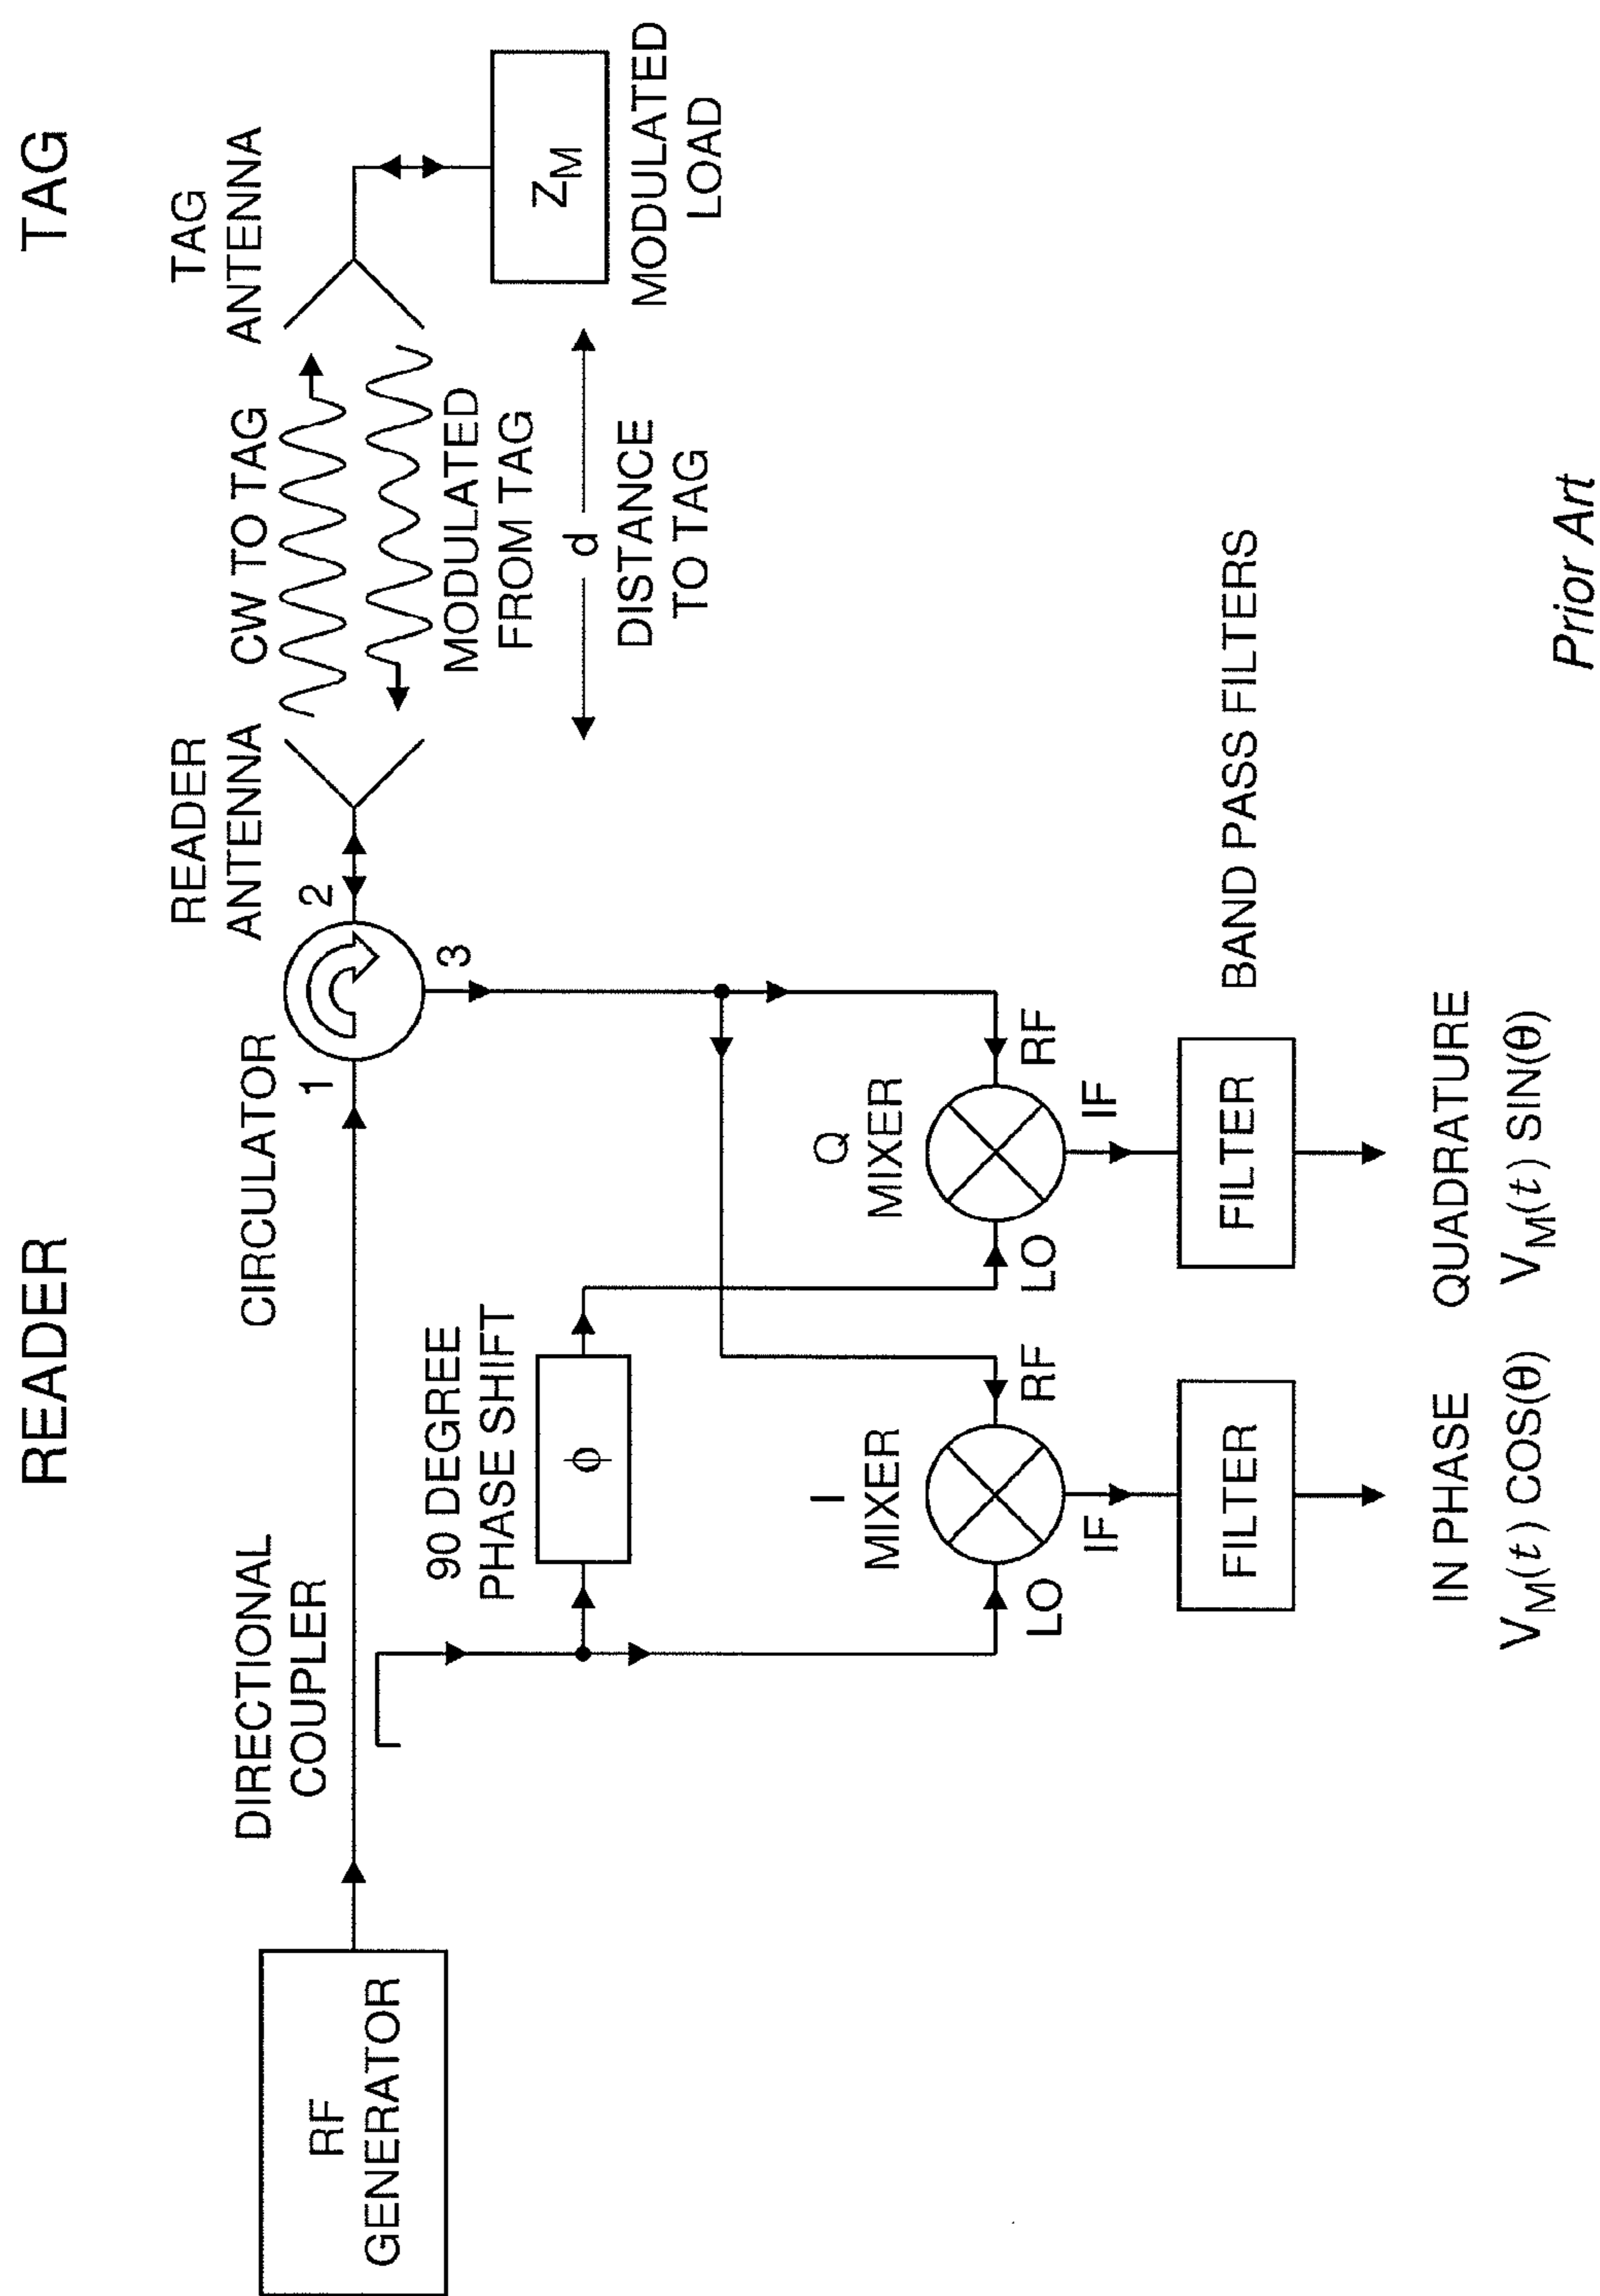 READER
TAG
RF
GENERATOR
DIRECTIONAL
COUPLER
CIRCULATOR
1
2
3
READER
ANTENNA
CW TO TAG
MODULATED
FROM TAG
d
DISTANCE
TO TAG
TAG
ANTENNA
Z_M
MODULATED
LOAD
90 DEGREE
PHASE SHIFT
ϕ
I
MIXER
LO
RF
IF
Q
MIXER
LO
RF
IF
FILTER
FILTER
BAND PASS FILTERS
IN PHASE
V_M(t) COS(θ)
QUADRATURE
V_M(t) SIN(θ)
Prior Art